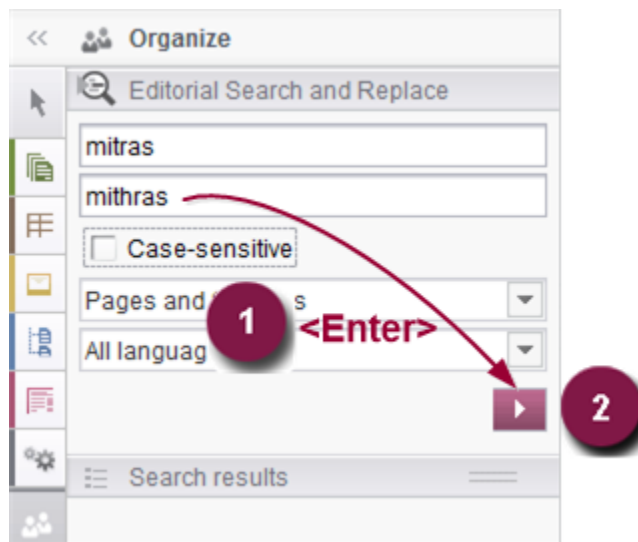 << Organize
Editorial Search and Replace
mitras
mithras
Case-sensitive
Pages and s
1 <Enter>
All languag
2
Search results